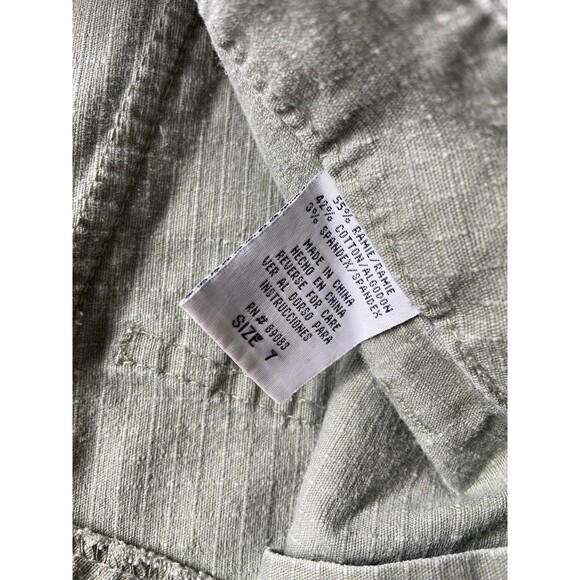 55% RAMIE/RAMIE
42% COTTON/ALGODON
3% SPANDEX/SPANDEX
MADE IN CHINA
HECHO EN CHINA
REVERSE FOR CARE
VER AL DORSO PARA
INSTRUCCIONES
RN# 89083
SIZE 7